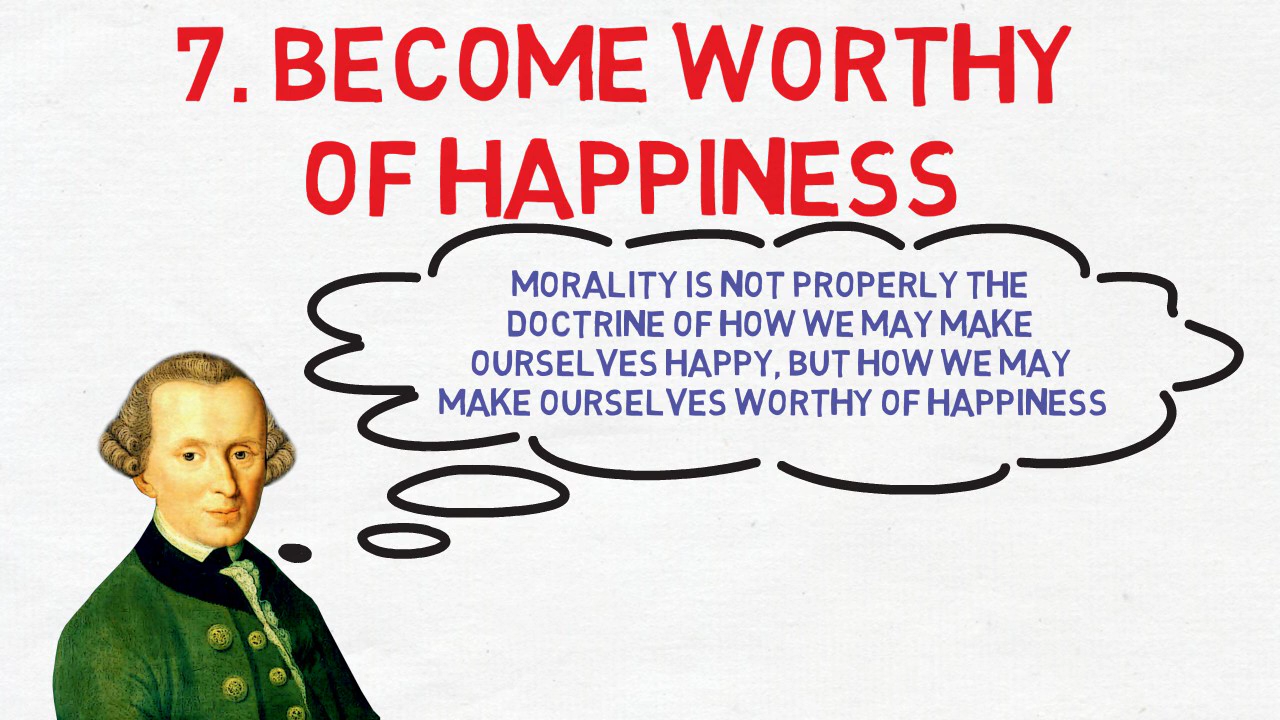 7. BECOME WORTHY
OF HAPPINESS
MORALITY IS NOT PROPERLY THE
DOCTRINE OF HOW WE MAY MAKE
OURSELVES HAPPY, BUT HOW WE MAY
MAKE OURSELVES WORTHY OF HAPPINESS